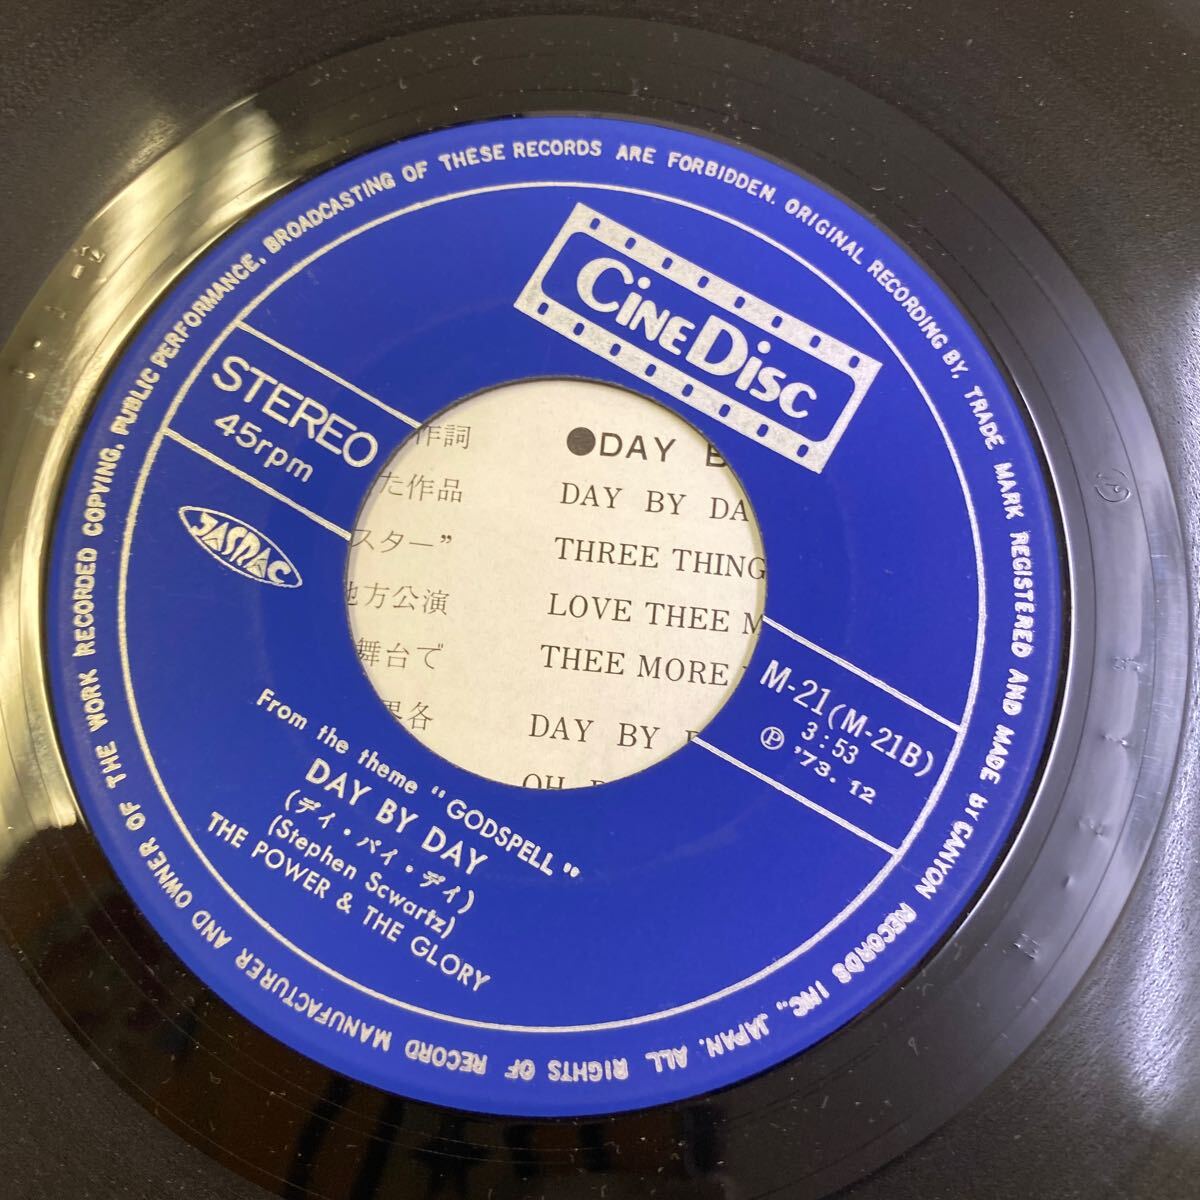 CineDisc
STEREO
45rpm
JASRAC
M-21(M-21B)
3:53
Ⓟ '73.12
From the theme "GODSPELL"
DAY BY DAY
(デイ・バイ・デイ)
(Stephen Scwartz)
THE POWER & THE GLORY
ALL RIGHTS OF RECORD MANUFACTURER AND OWNER OF THE WORK RECORDED COPYING, PUBLIC PERFORMANCE, BROADCASTING OF THESE RECORDS ARE FORBIDDEN. ORIGINAL RECORDING BY, TRADE MARK REGISTERED AND MADE BY CANYON RECORDS INC., JAPAN.
作詞
た作品
スター”
地方公演
舞台で
界各
●DAY B
DAY BY DA
THREE THING
LOVE THEE M
THEE MORE
DAY BY
OH